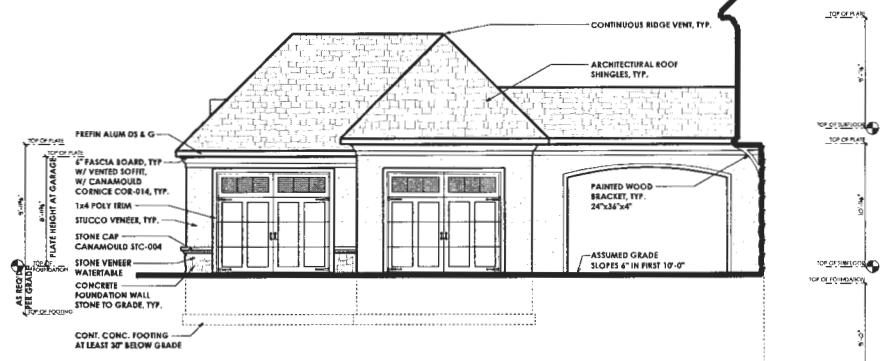 CONTINUOUS RIDGE VENT, TYP.
TOP OF PLATE
ARCHITECTURAL ROOF
SHINGLES, TYP.
TOP OF SUBFLOOR
PREFIN ALUM DS & G
TOP OF PLATE
TOP OF PLATE
TOP OF PLATE
6" FASCIA BOARD, TYP
W/ VENTED SOFFIT,
W/ CANAMOULD
CORNICE COR-014, TYP.
PLATE HEIGHT AT GARAGE
1x4 POLY TRIM
STUCCO VENEER, TYP.
PAINTED WOOD
BRACKET, TYP.
24"x36"x4"
STONE CAP
CANAMOULD STC-004
ASSUMED GRADE
SLOPES 6" IN FIRST 10'-0"
STONE VENEER
WATERTABLE
TOP OF
FOUNDATION
TOP OF SUBFLOOR
TOP OF FOUNDATION
AS REQ'D
PER GRADE
CONCRETE
FOUNDATION WALL
STONE TO GRADE, TYP.
TOP OF FOOTING
CONT. CONC. FOOTING
AT LEAST 30" BELOW GRADE